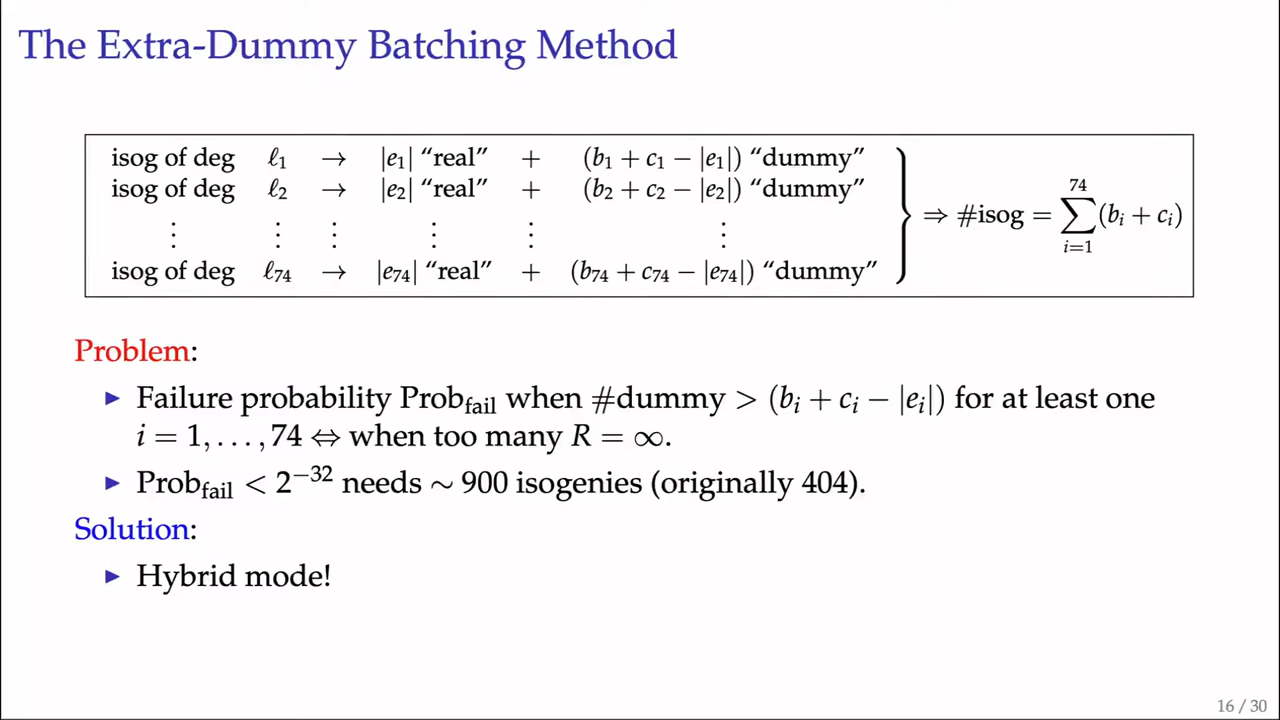 The Extra-Dummy Batching Method
isog of deg ℓ₁ → |e₁| “real” + (b₁ + c₁ − |e₁|) “dummy”
isog of deg ℓ₂ → |e₂| “real” + (b₂ + c₂ − |e₂|) “dummy”
⋮ ⋮ ⋮ ⋮ ⋮ ⋮
isog of deg ℓ₇₄ → |e₇₄| “real” + (b₇₄ + c₇₄ − |e₇₄|) “dummy”
} ⇒ #isog = ∑_{i=1}^{74} (bᵢ + cᵢ)
Problem:
▶ Failure probability Prob_fail when #dummy > (bᵢ + cᵢ − |eᵢ|) for at least one
i = 1, . . . , 74 ⇔ when too many R = ∞.
▶ Prob_fail < 2⁻³² needs ∼ 900 isogenies (originally 404).
Solution:
▶ Hybrid mode!
16 / 30